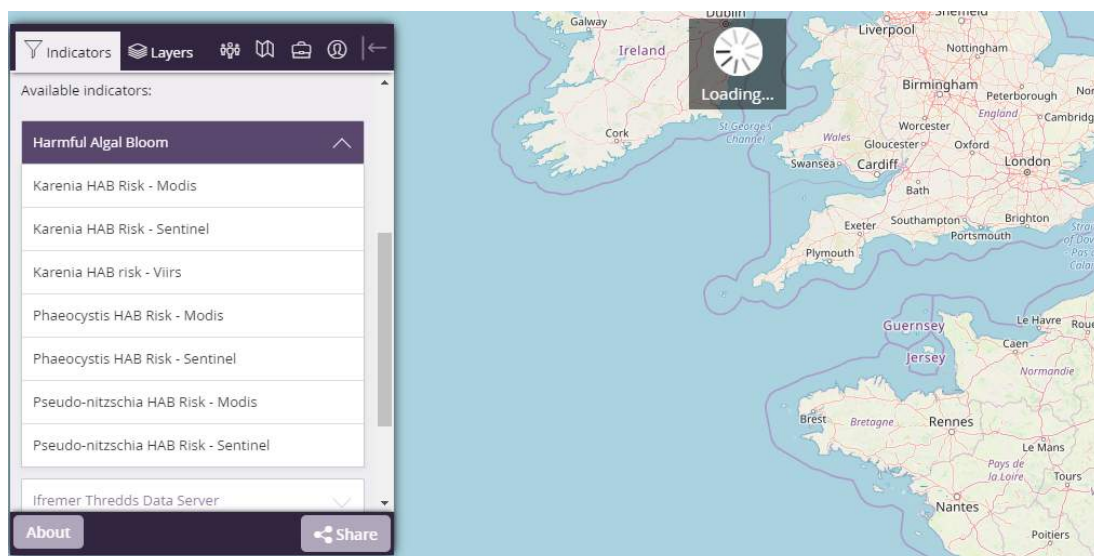 Indicators
Layers
Available indicators:
Harmful Algal Bloom
Karenia HAB Risk - Modis
Karenia HAB Risk - Sentinel
Karenia HAB risk - Viirs
Phaeocystis HAB Risk - Modis
Phaeocystis HAB Risk - Sentinel
Pseudo-nitzschia HAB Risk - Modis
Pseudo-nitzschia HAB Risk - Sentinel
Ifremer Thredds Data Server
About
Share
Loading...
Galway
Ireland
Cork
St George's
Channel
Liverpool
Nottingham
Birmingham
Peterborough
England
Worcester
Wales
Gloucester
Oxford
Swansea
Cardiff
London
Bath
Exeter
Southampton
Brighton
Portsmouth
Plymouth
Guernsey
Jersey
Le Havre
Caen
Normandie
Brest
Bretagne
Rennes
Le Mans
Pays de
la Loire
Tours
Nantes
Poitiers